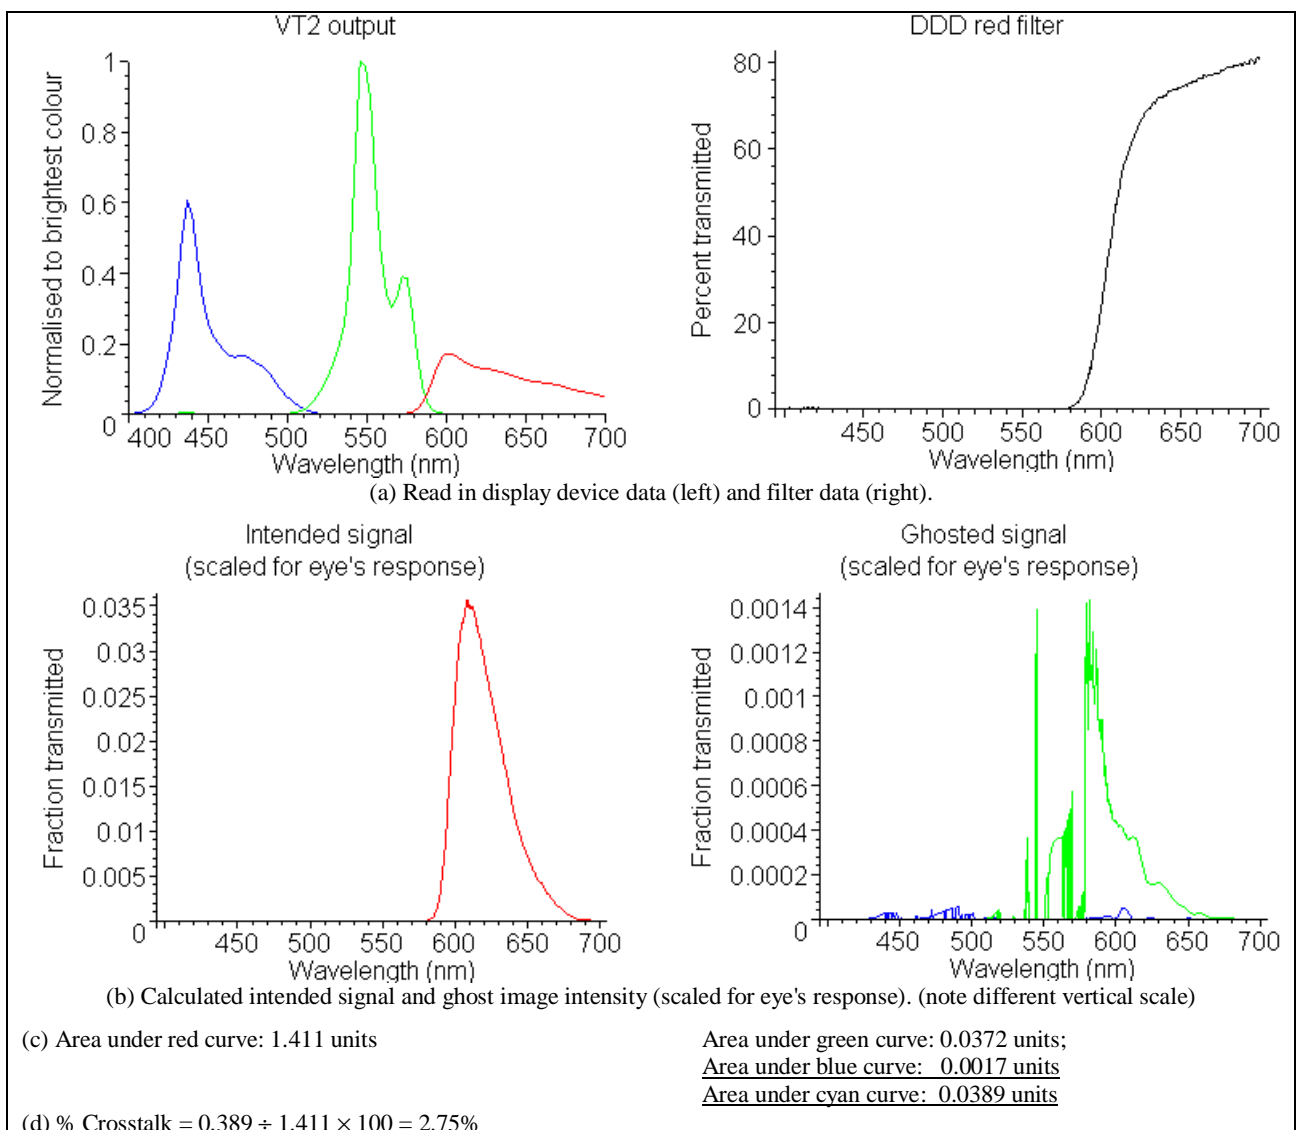 VT2 output
Normalised to brightest colour
1
0.8
0.6
0.4
0.2
0
400 450 500 550 600 650 700
Wavelength (nm)
DDD red filter
Percent transmitted
80
60
40
20
0
450 500 550 600 650 700
Wavelength (nm)
(a) Read in display device data (left) and filter data (right).
Intended signal
(scaled for eye's response)
Fraction transmitted
0.035
0.03
0.025
0.02
0.015
0.01
0.005
0
450 500 550 600 650 700
Wavelength (nm)
Ghosted signal
(scaled for eye's response)
Fraction transmitted
0.0014
0.0012
0.001
0.0008
0.0006
0.0004
0.0002
0
450 500 550 600 650 700
Wavelength (nm)
(b) Calculated intended signal and ghost image intensity (scaled for eye's response). (note different vertical scale)
(c) Area under red curve: 1.411 units
Area under green curve: 0.0372 units;
Area under blue curve: 0.0017 units
Area under cyan curve: 0.0389 units
(d) % Crosstalk = 0.389 ÷ 1.411 × 100 = 2.75%